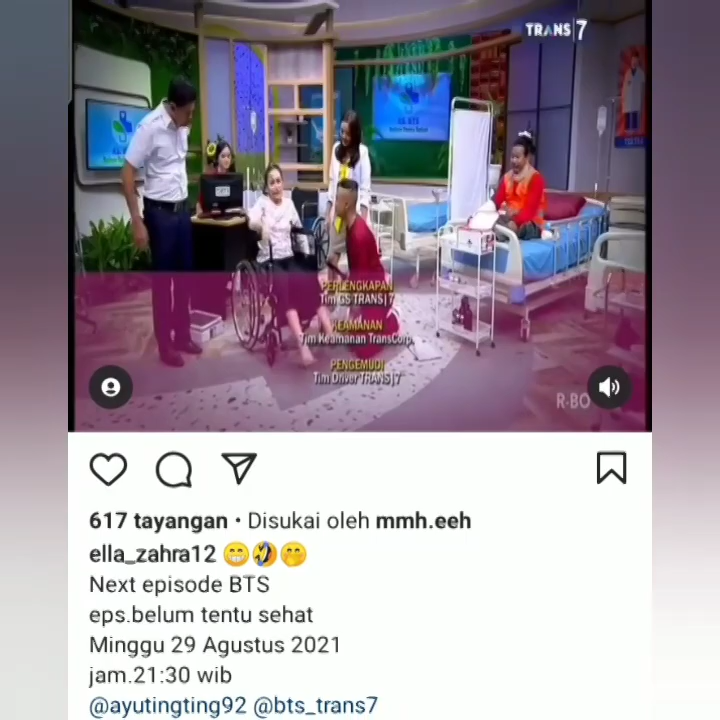 TRANS|7
RS. BTS
PERLENGKAPAN
Tim GS TRANS|7
KEAMANAN
Tim Keamanan TransCorp.
PENGEMUDI
Tim Driver TRANS|7
R-BO
617 tayangan • Disukai oleh mmh.eeh
ella_zahra12 😁🤣🤭
Next episode BTS
eps.belum tentu sehat
Minggu 29 Agustus 2021
jam.21:30 wib
@ayutingting92 @bts_trans7